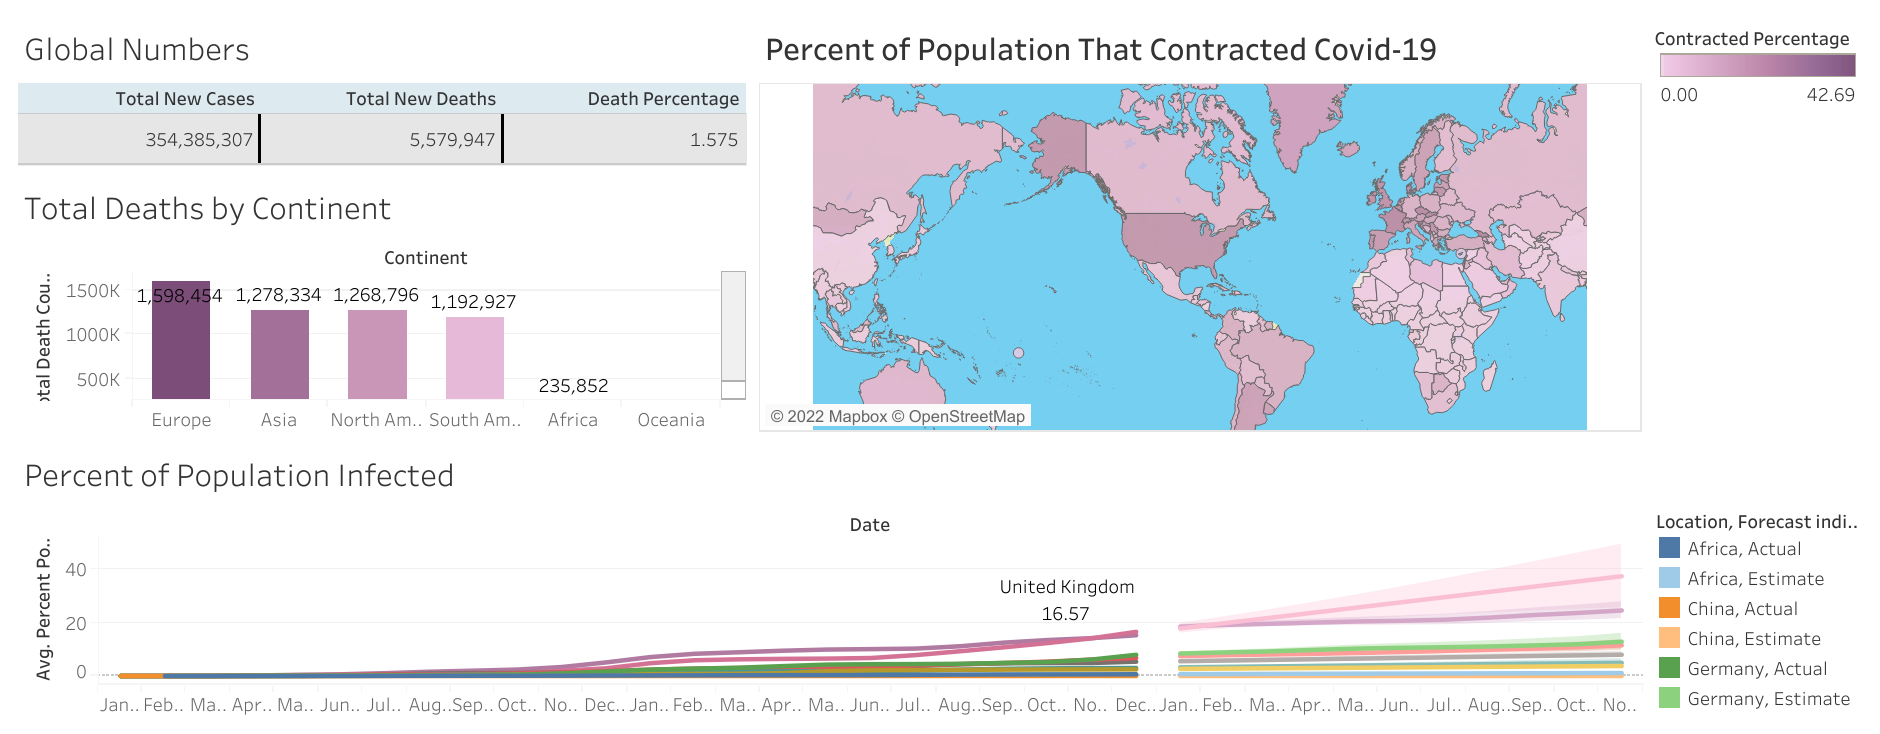 Global Numbers
Total New Cases Total New Deaths Death Percentage
354,385,307 5,579,947 1.575
Total Deaths by Continent
Continent
otal Death Cou..
1500K
1000K
500K
1,598,454 1,278,334 1,268,796 1,192,927 235,852
Europe Asia North Am.. South Am.. Africa Oceania
Percent of Population That Contracted Covid-19
© 2022 Mapbox © OpenStreetMap
Contracted Percentage
0.00 42.69
Percent of Population Infected
Date
Avg. Percent Po..
40
20
0
United Kingdom
16.57
Jan.. Feb.. Ma.. Apr.. Ma.. Jun.. Jul.. Aug.. Sep.. Oct.. No.. Dec.. Jan.. Feb.. Ma.. Apr.. Ma.. Jun.. Jul.. Aug.. Sep.. Oct.. No.. Dec.. Jan.. Feb.. Ma.. Apr.. Ma.. Jun.. Jul.. Aug.. Sep.. Oct.. No..
Location, Forecast indi..
Africa, Actual
Africa, Estimate
China, Actual
China, Estimate
Germany, Actual
Germany, Estimate